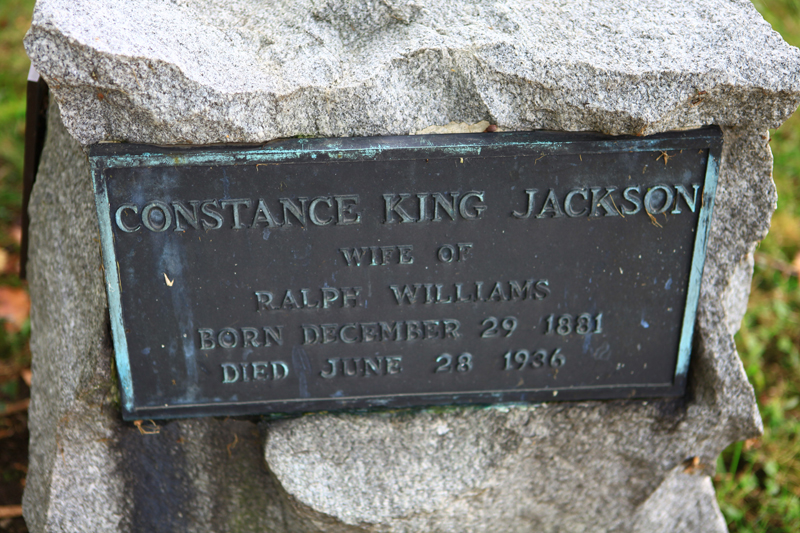 CONSTANCE KING JACKSON
WIFE OF
RALPH WILLIAMS
BORN DECEMBER 29 1881
DIED JUNE 28 1936